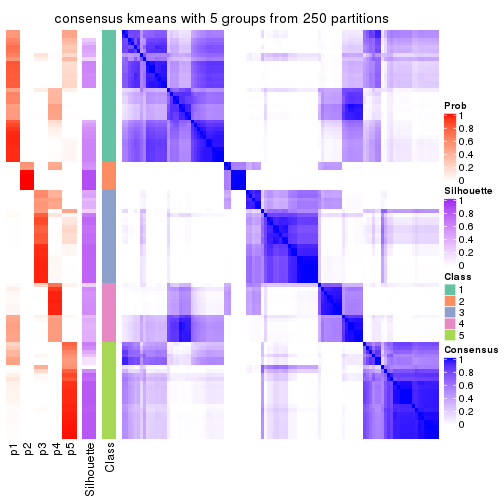 consensus kmeans with 5 groups from 250 partitions
Prob
1
0.8
0.6
0.4
0.2
0
Silhouette
1
0.8
0.6
0.4
0.2
0
Class
1
2
3
4
5
Consensus
1
0.8
0.6
0.4
0.2
0
p1
p2
p3
p4
p5
Silhouette
Class